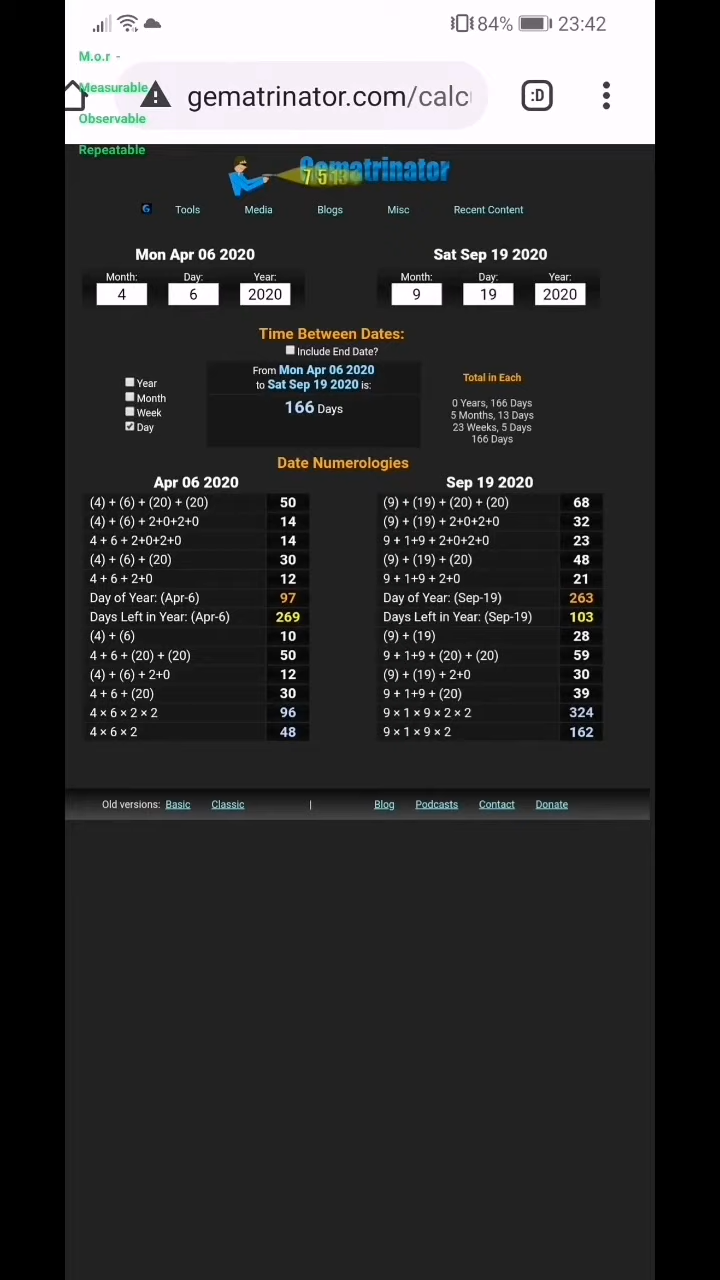 84% 23:42
M.o.r -
Measurable
gematrinator.com/calc
:D
Observable
Repeatable
Gematrinator
Tools Media Blogs Misc Recent Content
Mon Apr 06 2020 Sat Sep 19 2020
Month: Day: Year: Month: Day: Year:
4 6 2020 9 19 2020
Time Between Dates:
Include End Date?
From Mon Apr 06 2020
to Sat Sep 19 2020 is:
166 Days
Year
Month
Week
Day
Total in Each
0 Years, 166 Days
5 Months, 13 Days
23 Weeks, 5 Days
166 Days
Date Numerologies
Apr 06 2020 Sep 19 2020
(4) + (6) + (20) + (20) 50 (9) + (19) + (20) + (20) 68
(4) + (6) + 2+0+2+0 14 (9) + (19) + 2+0+2+0 32
4 + 6 + 2+0+2+0 14 9 + 1+9 + 2+0+2+0 23
(4) + (6) + (20) 30 (9) + (19) + (20) 48
4 + 6 + 2+0 12 9 + 1+9 + 2+0 21
Day of Year: (Apr-6) 97 Day of Year: (Sep-19) 263
Days Left in Year: (Apr-6) 269 Days Left in Year: (Sep-19) 103
(4) + (6) 10 (9) + (19) 28
4 + 6 + (20) + (20) 50 9 + 1+9 + (20) + (20) 59
(4) + (6) + 2+0 12 (9) + (19) + 2+0 30
4 + 6 + (20) 30 9 + 1+9 + (20) 39
4 × 6 × 2 × 2 96 9 × 1 × 9 × 2 × 2 324
4 × 6 × 2 48 9 × 1 × 9 × 2 162
Old versions: Basic Classic | Blog Podcasts Contact Donate